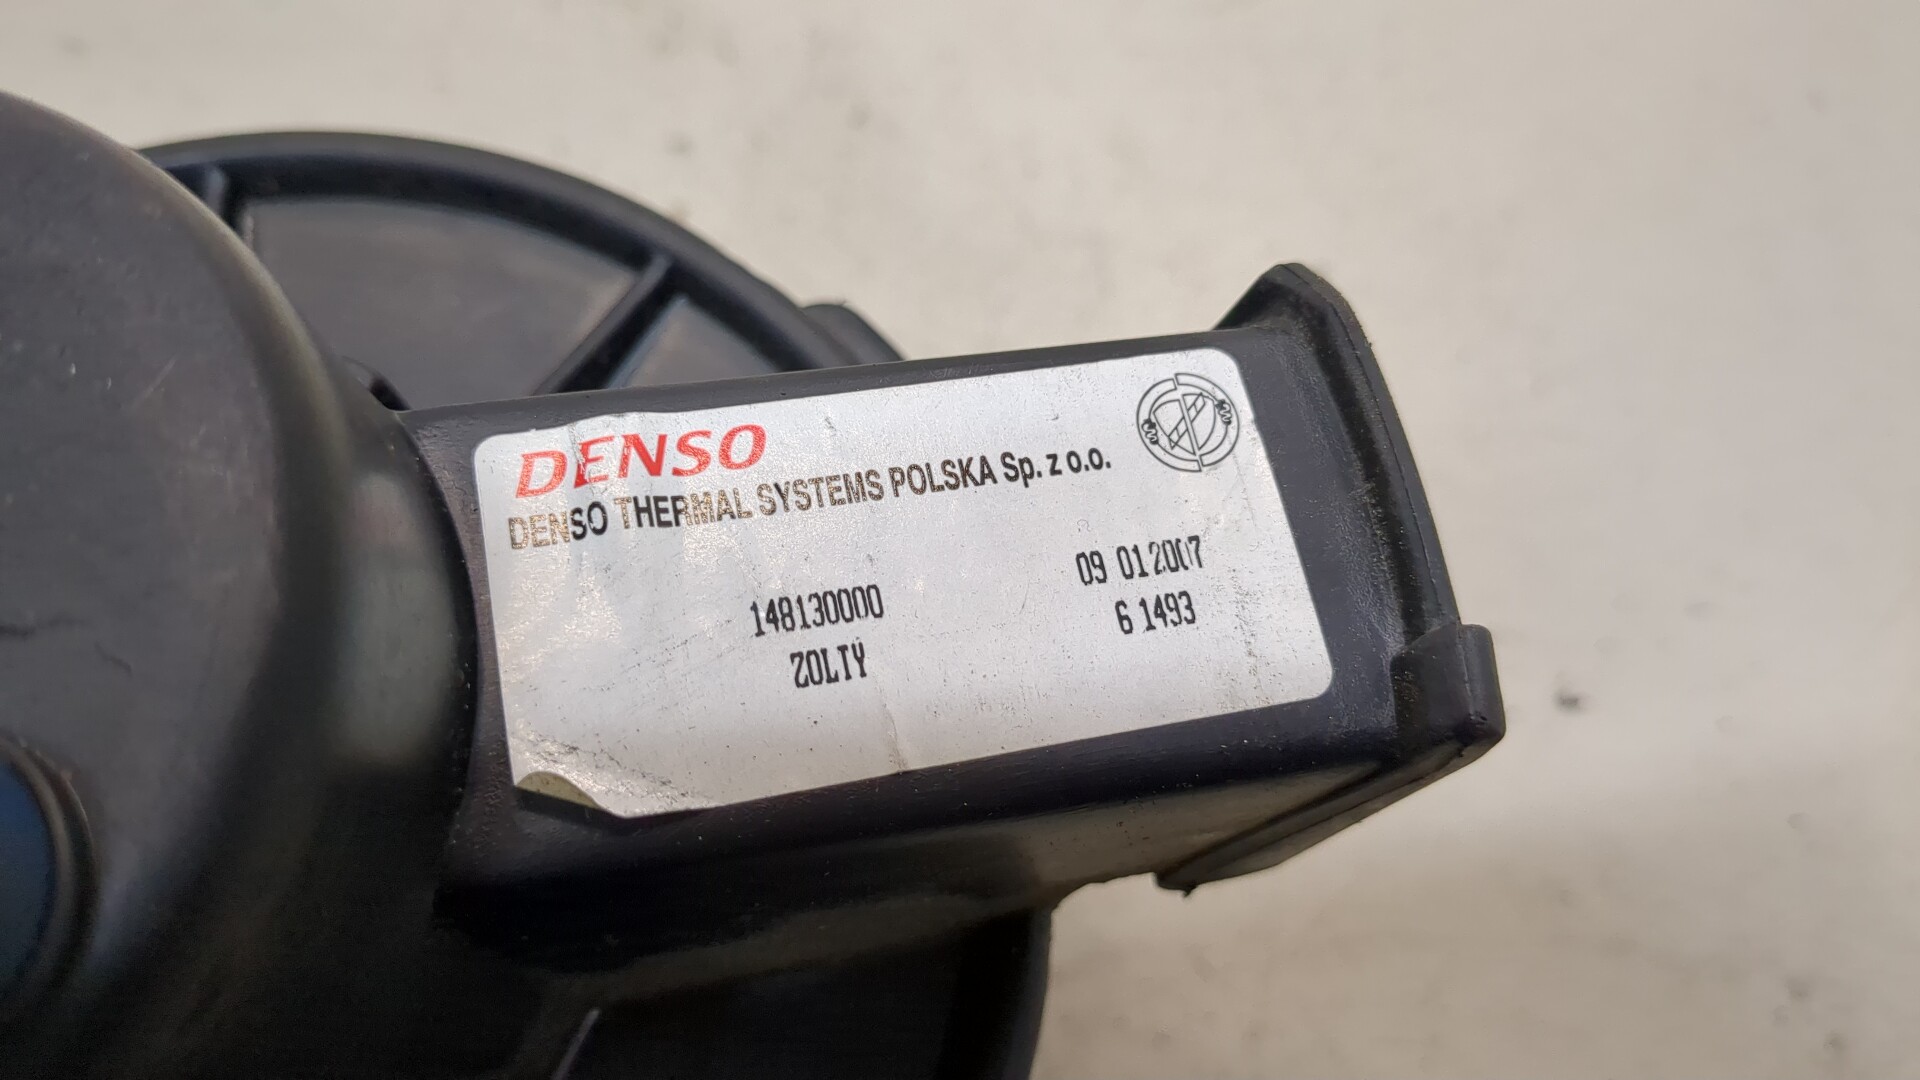 DENSO
DENSO THERMAL SYSTEMS POLSKA Sp. z o.o.
148130000
09 01 2007
ZOLTY
6 1493